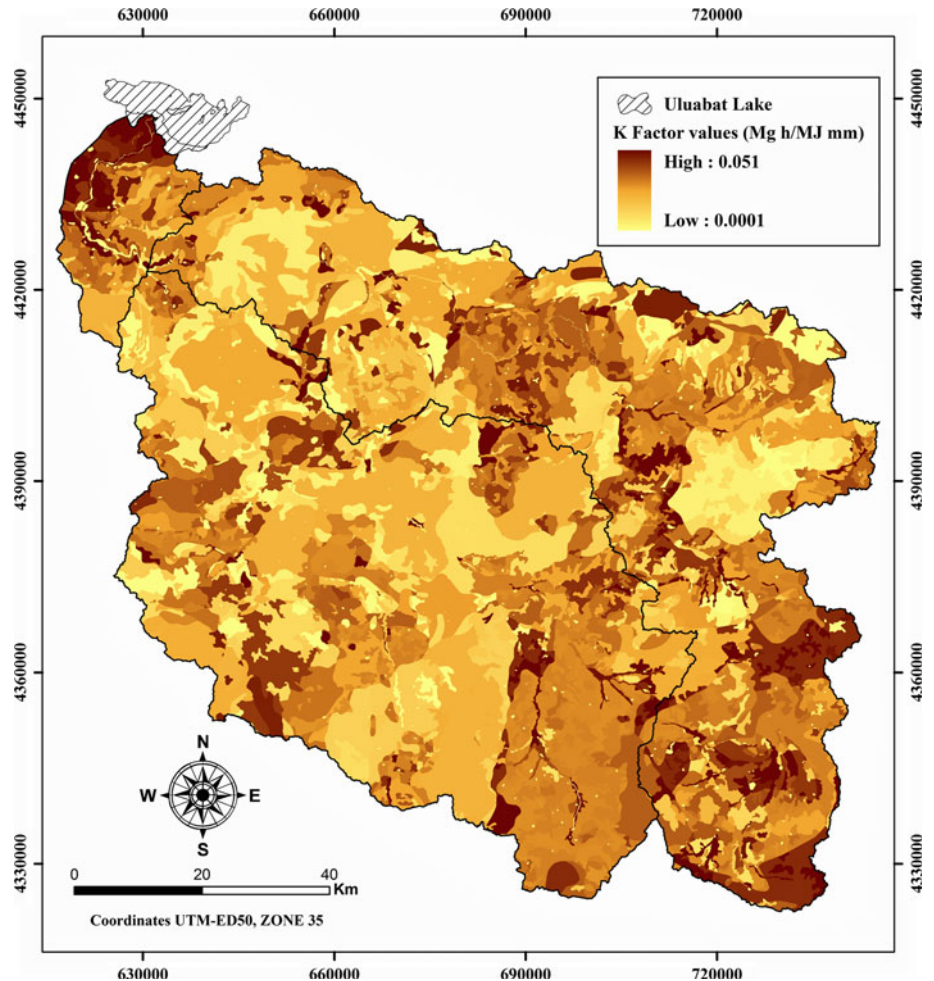 630000 660000 690000 720000
4450000
4420000
4390000
4360000
4330000
Uluabat Lake
K Factor values (Mg h/MJ mm)
High : 0.051
Low : 0.0001
4450000
4420000
4390000
4360000
4330000
N
W E
S
0 20 40
Km
Coordinates UTM-ED50, ZONE 35
630000 660000 690000 720000